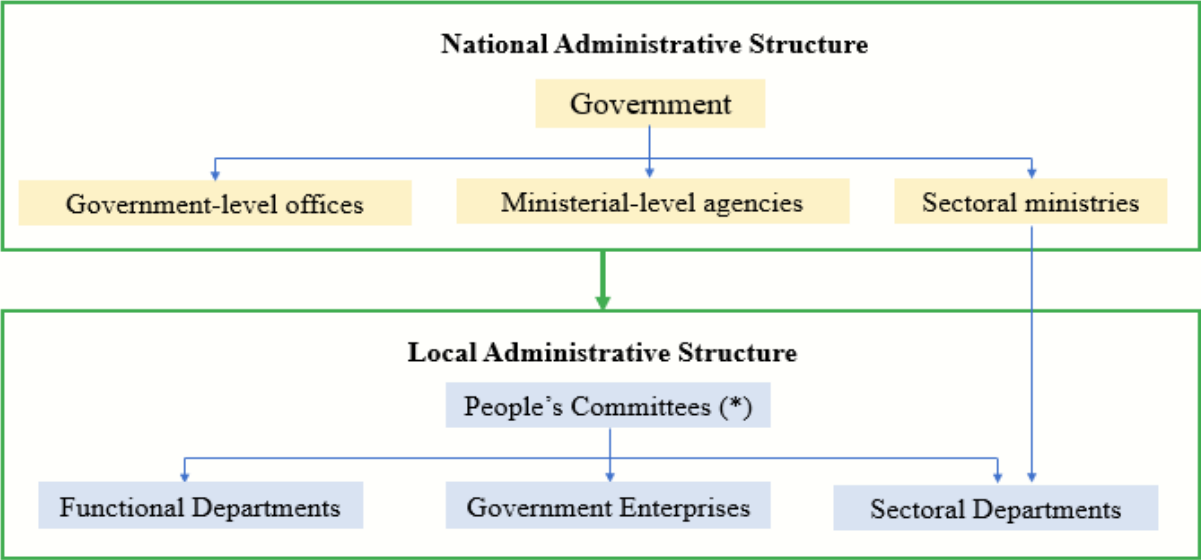 National Administrative Structure
Government
Government-level offices
Ministerial-level agencies
Sectoral ministries
Local Administrative Structure
People’s Committees (*)
Functional Departments
Government Enterprises
Sectoral Departments